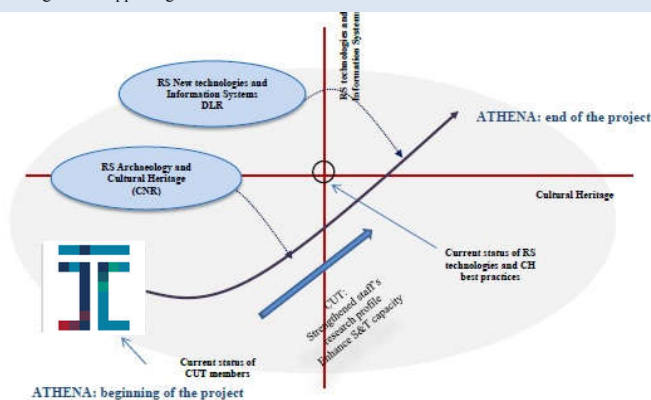 RS technologies and
Information Systems
RS New technologies and
Information Systems
DLR
ATHENA: end of the project
RS Archaeology and
Cultural Heritage
(CNR)
Cultural Heritage
Current status of RS
technologies and CH
best practices
CUT:
Strengthened staff's
research profile
Enhance S&T capacity
Current status of
CUT members
ATHENA: beginning of the project